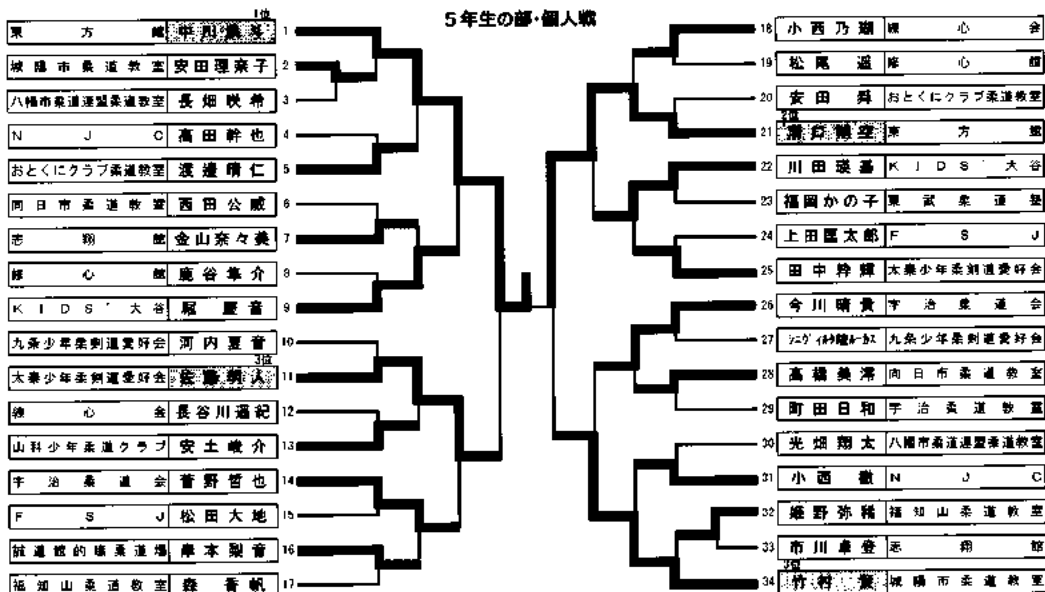 5年生の部・個人戦
1位
東方館 1
城陽市柔道教室 安田理奈子 2
八幡市柔道連盟柔道教室 長畑咲希 3
NJC 高田幹也 4
おとくにクラブ柔道教室 渡邊晴仁 5
向日市柔道教室 西田公威 6
志翔館 金山奈々美 7
修心館 鹿谷隼介 8
KIDS'大谷 堀慶音 9
九条少年柔剣道愛好会 河内夏音 10
3位
太秦少年柔剣道愛好会 佐藤明人 11
錬心会 長谷川遥紀 12
山科少年柔道クラブ 安土峻介 13
宇治柔道会 菅野哲也 14
FSJ 松田大地 15
柔道場 岸本梨音 16
福知山柔道教室 森香帆 17
18 小西乃瑚 錬心会
19 松尾遥 修心館
20 安田舜 おとくにクラブ柔道教室
2位
21 東方館
22 川田瑛基 KIDS'大谷
23 福岡かの子 東武柔道塾
24 上田匡太郎 FSJ
25 田中幹輝 太秦少年柔剣道愛好会
26 今川晴貴 宇治柔道会
27 九条少年柔剣道愛好会
28 高橋美澪 向日市柔道教室
29 町田日和 宇治柔道教室
30 光畑翔太 八幡市柔道連盟柔道教室
31 小西徹 NJC
32 姫野弥稀 福知山柔道教室
33 市川卓登 志翔館
3位
34 竹村 城陽市柔道教室